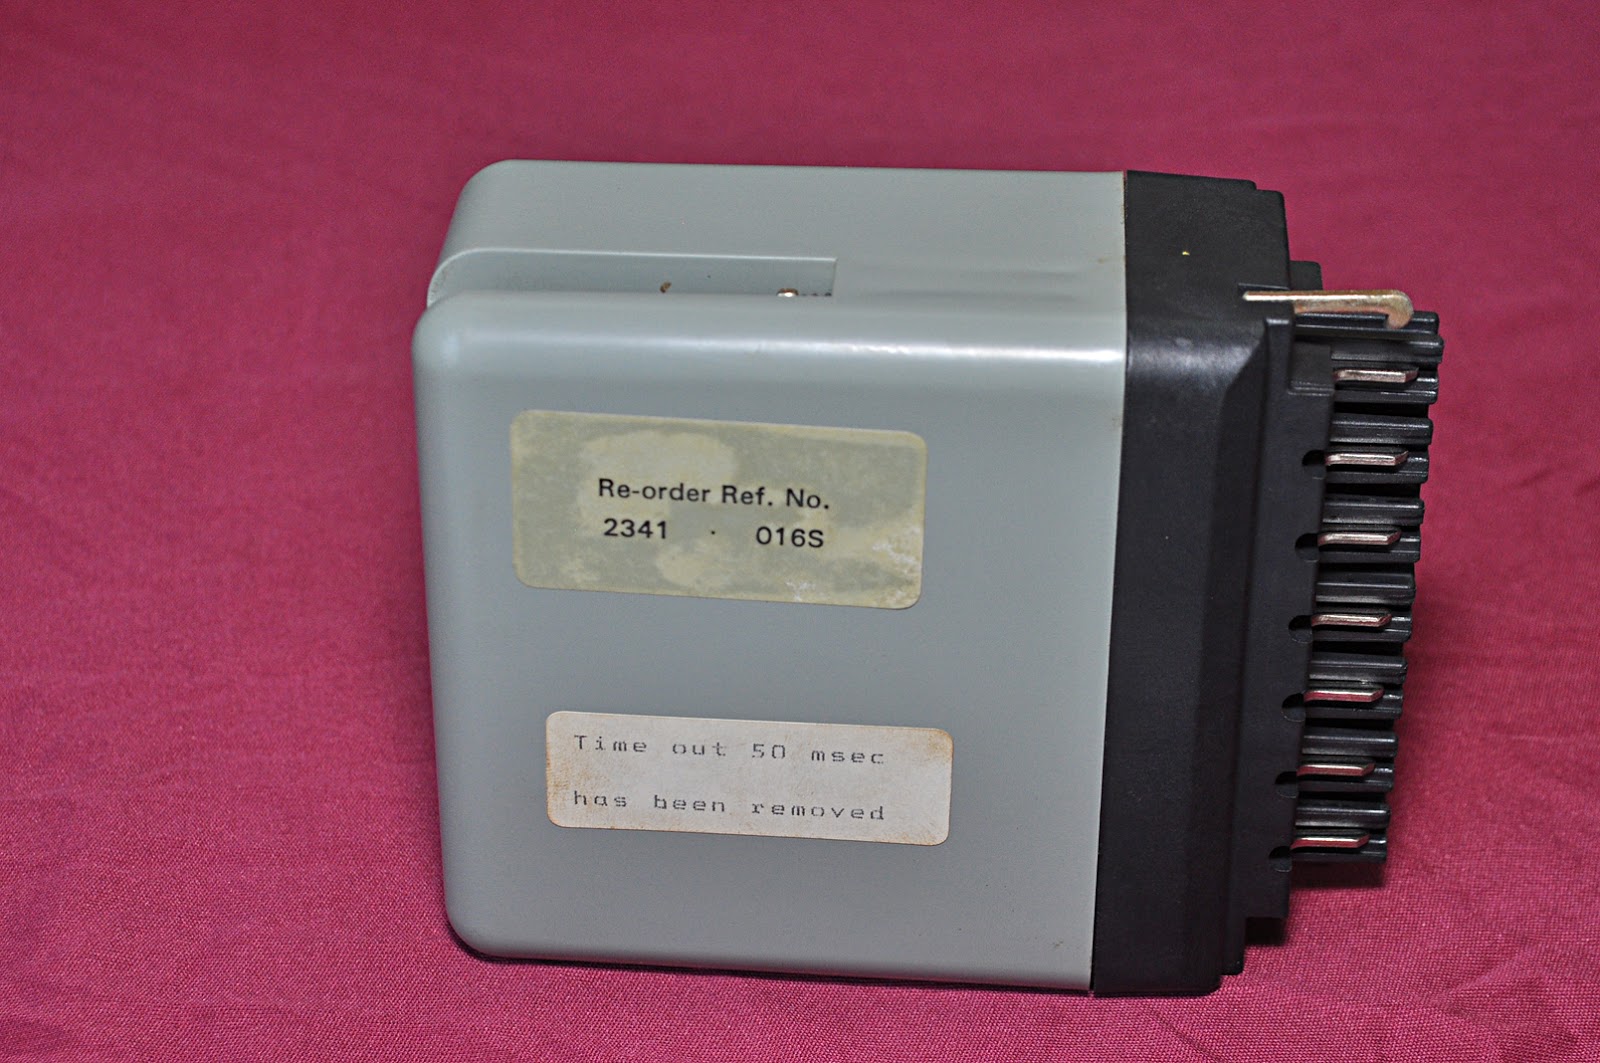 Re-order Ref. No.
2341 · 016S
Time out 50 msec
has been removed